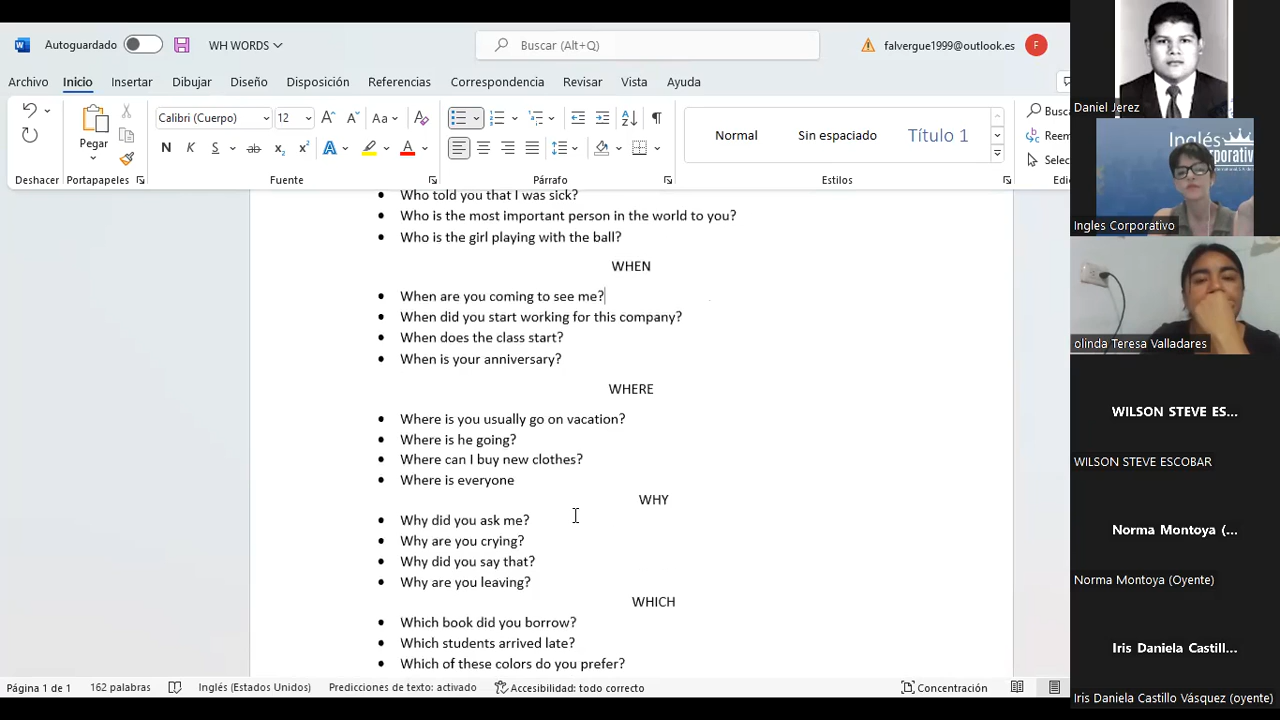 Autoguardado
WH WORDS
Buscar (Alt+Q)
falvergue1999@outlook.es
F
Archivo Inicio Insertar Dibujar Diseño Disposición Referencias Correspondencia Revisar Vista Ayuda
Pegar
Calibri (Cuerpo) 12
Normal Sin espaciado Título 1
Deshacer Portapapeles Fuente Párrafo Estilos
Who told you that I was sick?
Who is the most important person in the world to you?
Who is the girl playing with the ball?
WHEN
When are you coming to see me?
When did you start working for this company?
When does the class start?
When is your anniversary?
WHERE
Where is you usually go on vacation?
Where is he going?
Where can I buy new clothes?
Where is everyone
WHY
Why did you ask me?
Why are you crying?
Why did you say that?
Why are you leaving?
WHICH
Which book did you borrow?
Which students arrived late?
Which of these colors do you prefer?
Página 1 de 1 162 palabras Inglés (Estados Unidos) Predicciones de texto: activado Accesibilidad: todo correcto Concentración
Daniel Jerez
Inglés
Ingles Corporativo
olinda Teresa Valladares
WILSON STEVE ES...
WILSON STEVE ESCOBAR
Norma Montoya (...
Norma Montoya (Oyente)
Iris Daniela Castill...
Iris Daniela Castillo Vásquez (oyente)